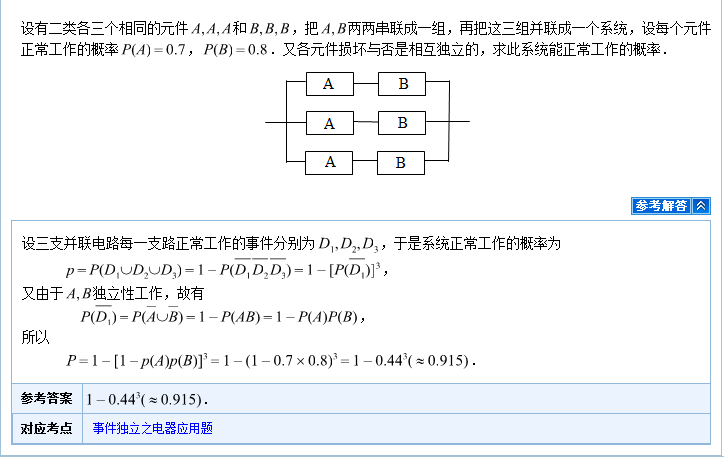 设有二类各三个相同的元件 A, A, A和 B, B, B，把 A, B两两串联成一组，再把这三组并联成一个系统，设每个元件
正常工作的概率 P(A)=0.7，P(B)=0.8．又各元件损坏与否是相互独立的，求此系统能正常工作的概率．
A B
A B
A B
参考解答
设三支并联电路每一支路正常工作的事件分别为 D₁, D₂, D₃，于是系统正常工作的概率为
p=P(D₁∪D₂∪D₃)=1−P(D̅₁D̅₂D̅₃)=1−[P(D̅₁)]³，
又由于 A, B独立性工作，故有
P(D̅₁)=P(A̅∪B̅)=1−P(AB)=1−P(A)P(B)，
所以
P=1−[1−p(A)p(B)]³=1−(1−0.7×0.8)³=1−0.44³(≈0.915)．
参考答案 1−0.44³(≈0.915)．
对应考点 事件独立之电器应用题